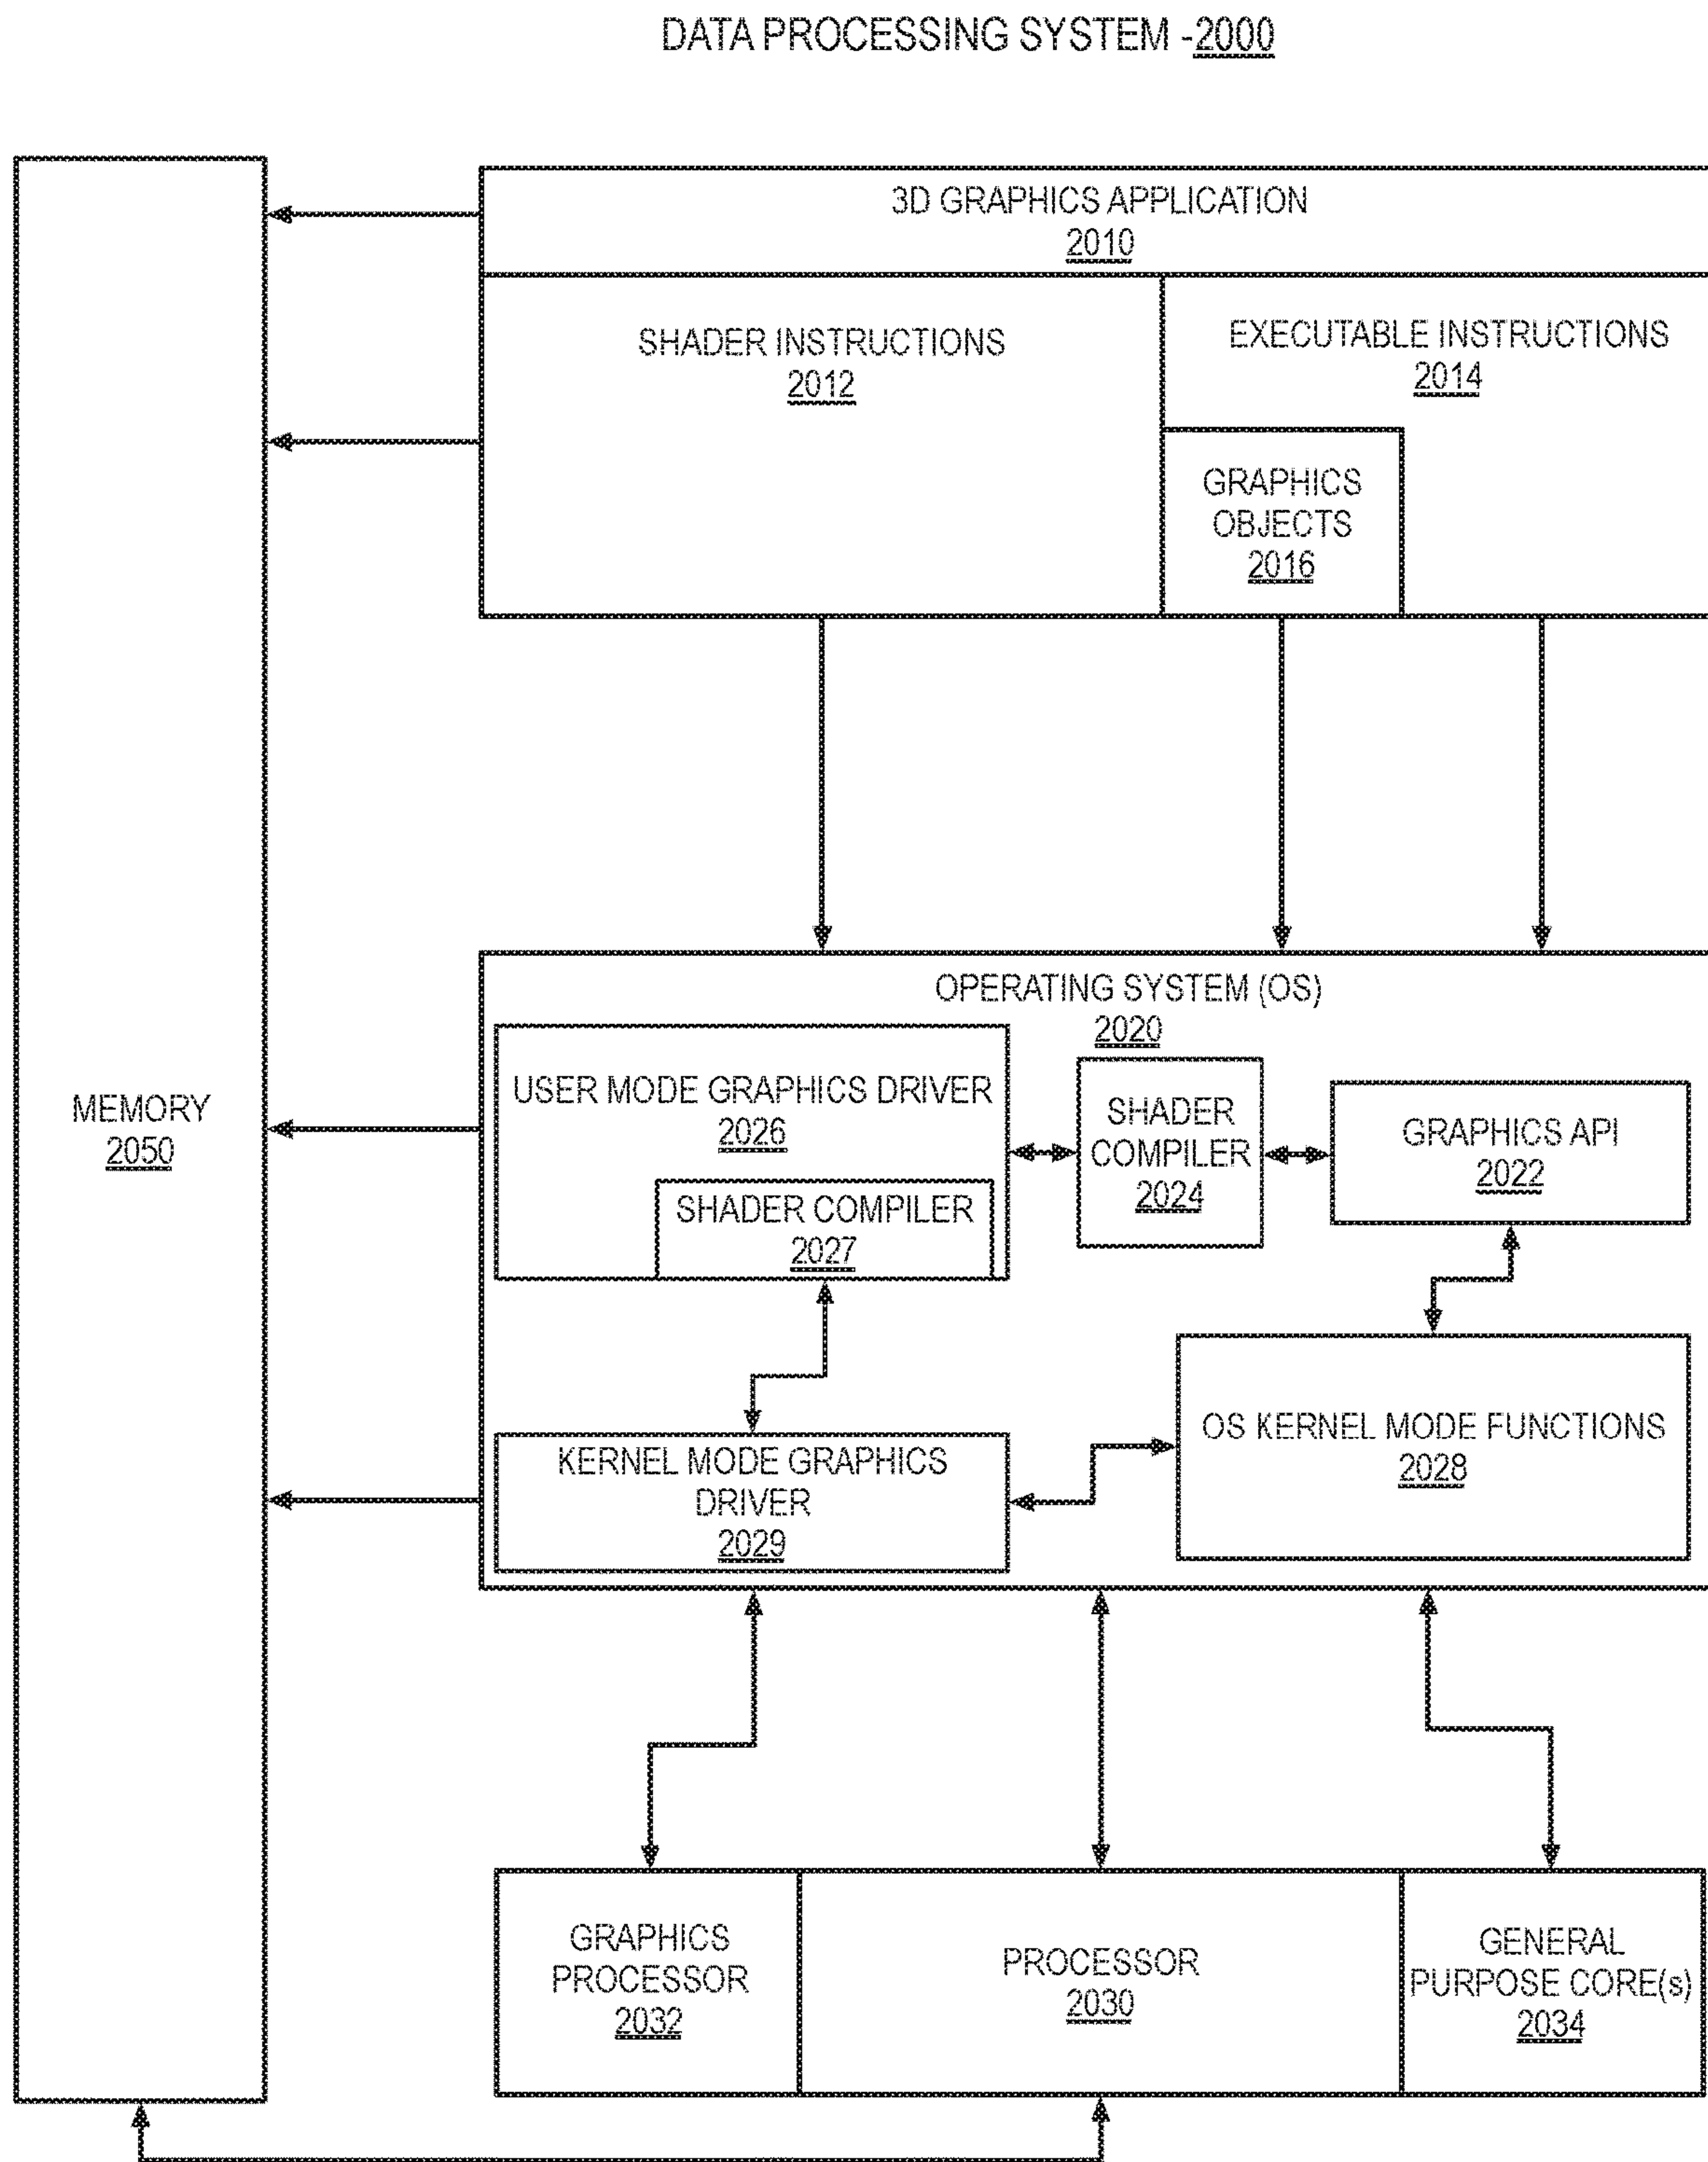 DATA PROCESSING SYSTEM -2000
3D GRAPHICS APPLICATION
2010
SHADER INSTRUCTIONS
2012
EXECUTABLE INSTRUCTIONS
2014
GRAPHICS
OBJECTS
2016
MEMORY
2050
OPERATING SYSTEM (OS)
2020
USER MODE GRAPHICS DRIVER
2026
SHADER COMPILER
2027
SHADER
COMPILER
2024
GRAPHICS API
2022
KERNEL MODE GRAPHICS
DRIVER
2029
OS KERNEL MODE FUNCTIONS
2028
GRAPHICS
PROCESSOR
2032
PROCESSOR
2030
GENERAL
PURPOSE CORE(s)
2034